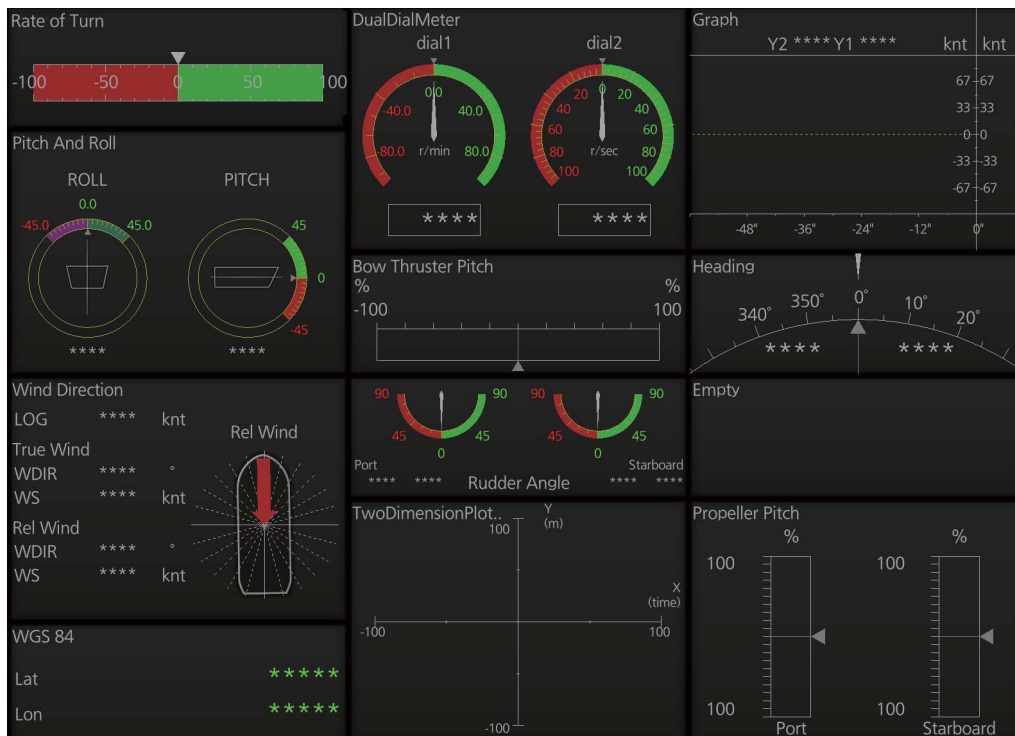 Rate of Turn
-100 -50 0 50 100
Pitch And Roll
ROLL PITCH
0.0
-45.0 45.0
45
0
-45
**** ****
Wind Direction
LOG **** knt
True Wind
WDIR **** °
WS **** knt
Rel Wind
WDIR **** °
WS **** knt
Rel Wind
WGS 84
Lat *****
Lon *****
DualDialMeter
dial1 dial2
0.0
-40.0 40.0
-80.0 80.0
r/min
****
0
20 20
40 40
60 60
80 80
100 100
r/sec
****
Bow Thruster Pitch
% %
-100 100
90 90 90 90
45 45 45 45
0 0
Port Starboard
**** **** Rudder Angle **** ****
TwoDimensionPlot..
Y
(m)
100
X
(time)
-100 100
-100
Graph
Y2 **** Y1 **** knt knt
67 67
33 33
0 0
-33 -33
-67 -67
-48" -36" -24" -12" 0"
Heading
340° 350° 0° 10° 20°
**** ****
Empty
Propeller Pitch
% %
100 100
100 100
Port Starboard